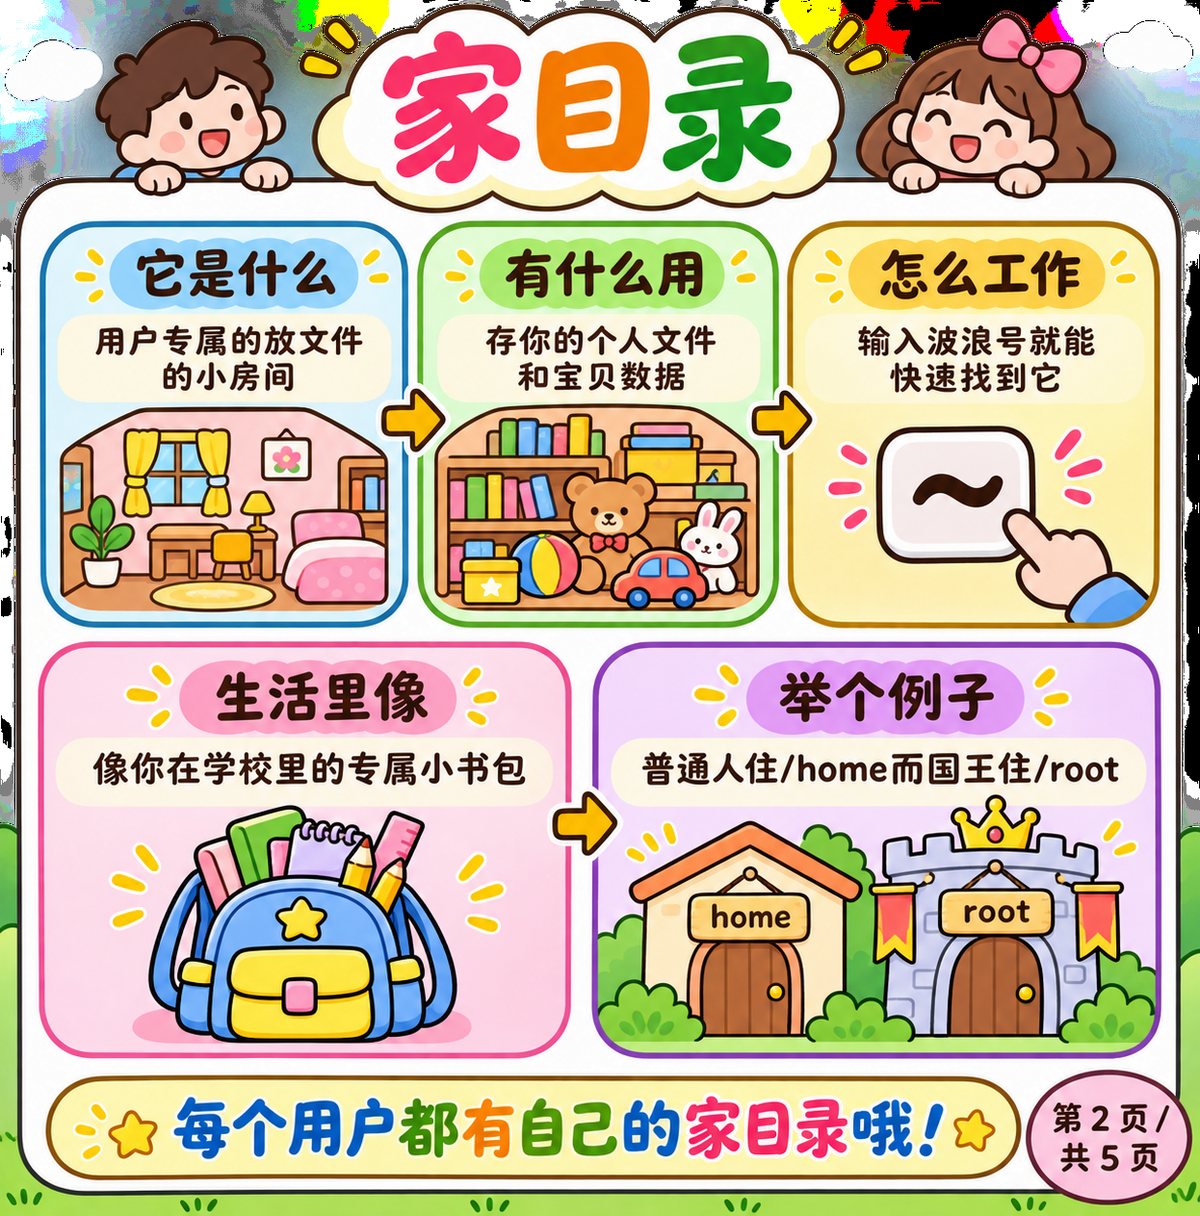 家目录
它是什么
用户专属的放文件
的小房间
有什么用
存你的个人文件
和宝贝数据
怎么工作
输入波浪号就能
快速找到它
~
生活里像
像你在学校里的专属小书包
举个例子
普通人住/home而国王住/root
home
root
每个用户都有自己的家目录哦!
第2页/
共5页